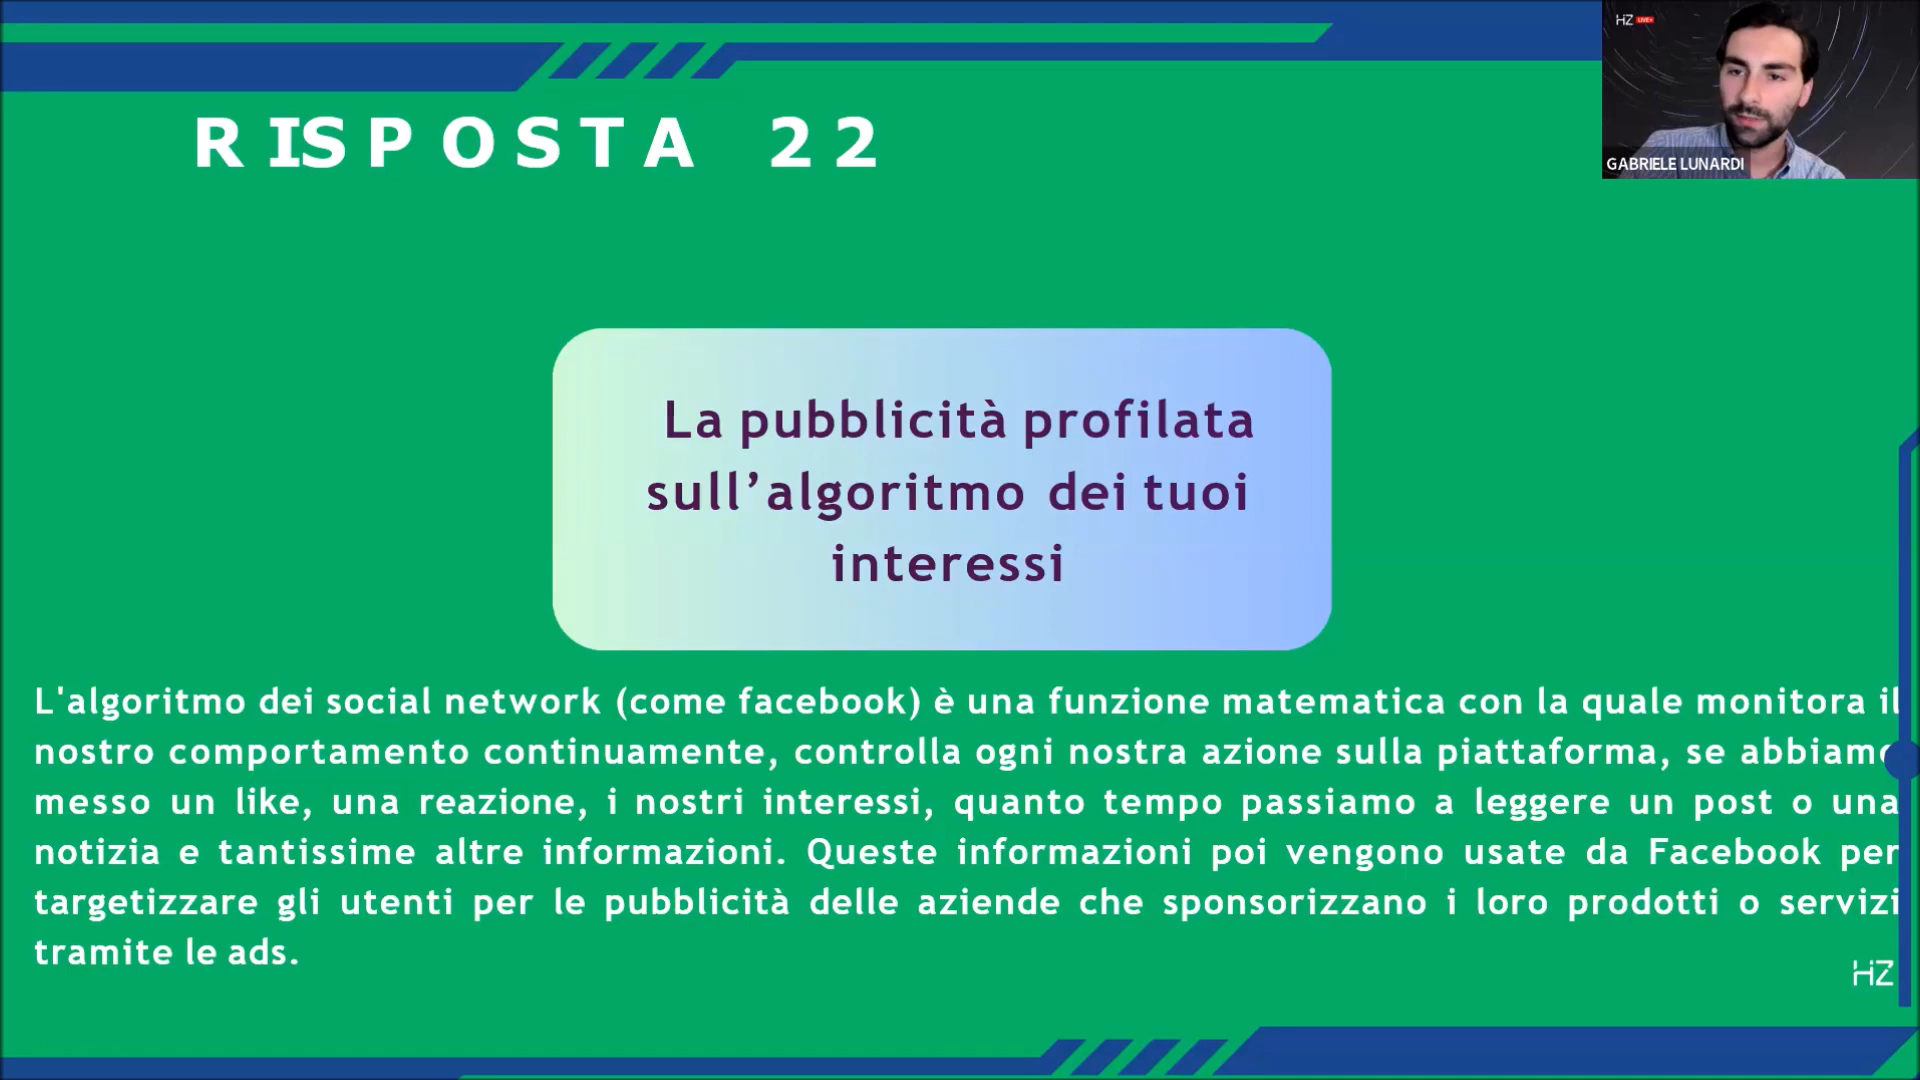 HZ LIVE+
GABRIELE LUNARDI
RISPOSTA 22
La pubblicità profilata
sull’algoritmo dei tuoi
interessi
L'algoritmo dei social network (come facebook) è una funzione matematica con la quale monitora il
nostro comportamento continuamente, controlla ogni nostra azione sulla piattaforma, se abbiamo
messo un like, una reazione, i nostri interessi, quanto tempo passiamo a leggere un post o una
notizia e tantissime altre informazioni. Queste informazioni poi vengono usate da Facebook per
targetizzare gli utenti per le pubblicità delle aziende che sponsorizzano i loro prodotti o servizi
tramite le ads.
HZ